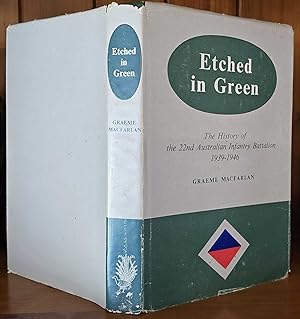 Etched
in
Green
GRAEME
MACFARLAN
Etched
in Green
The History of
the 22nd Australian Infantry Battalion
1939-1946
GRAEME MACFARLAN